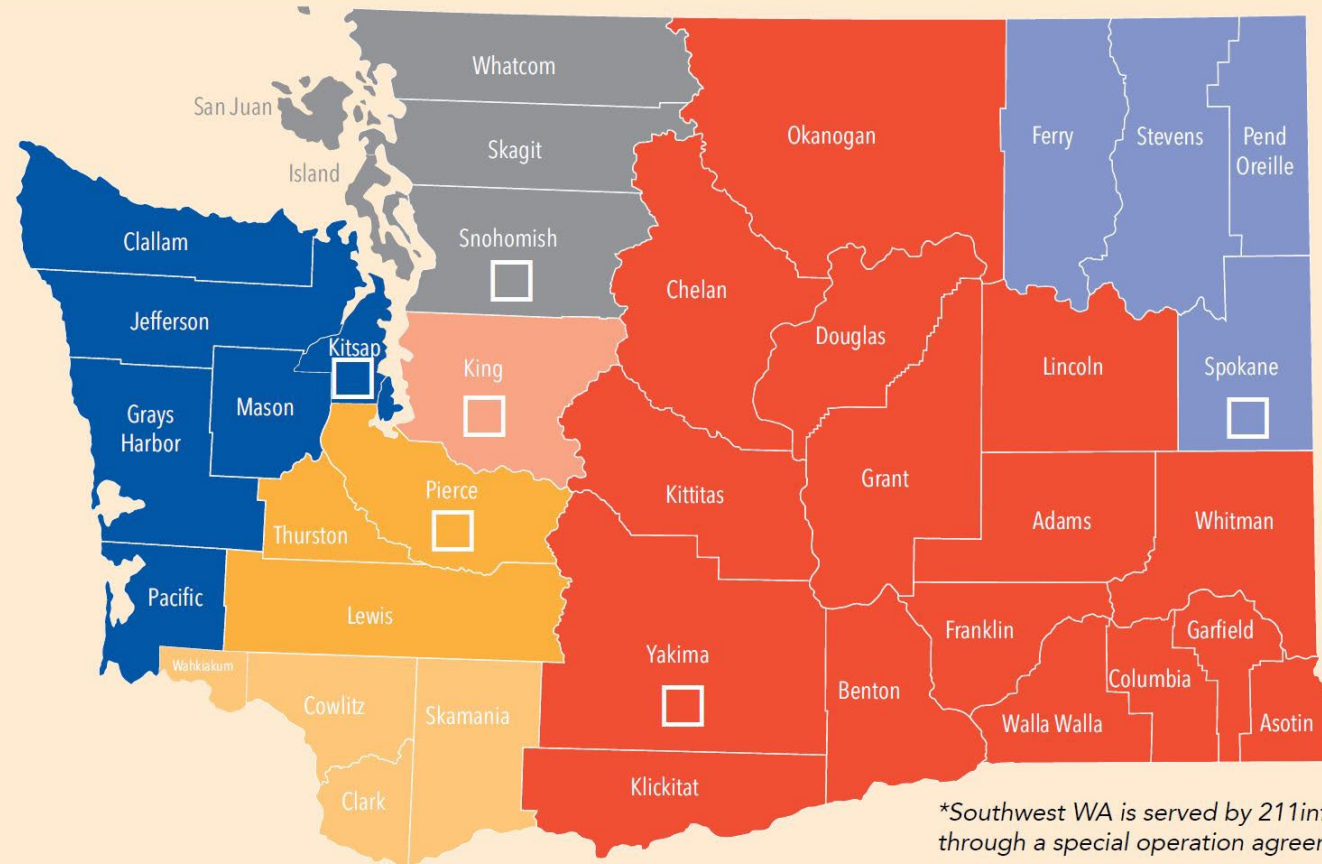 Whatcom
San Juan
Skagit
Island
Snohomish
Okanogan
Ferry
Stevens
Pend
Oreille
Clallam
Chelan
Jefferson
Douglas
Kitsap
King
Lincoln
Spokane
Grays
Harbor
Mason
Pierce
Kittitas
Grant
Adams
Whitman
Thurston
Pacific
Lewis
Franklin
Garfield
Wahkiakum
Yakima
Benton
Columbia
Cowlitz
Skamania
Walla Walla
Asotin
Clark
Klickitat
*Southwest WA is served by
through a special operation